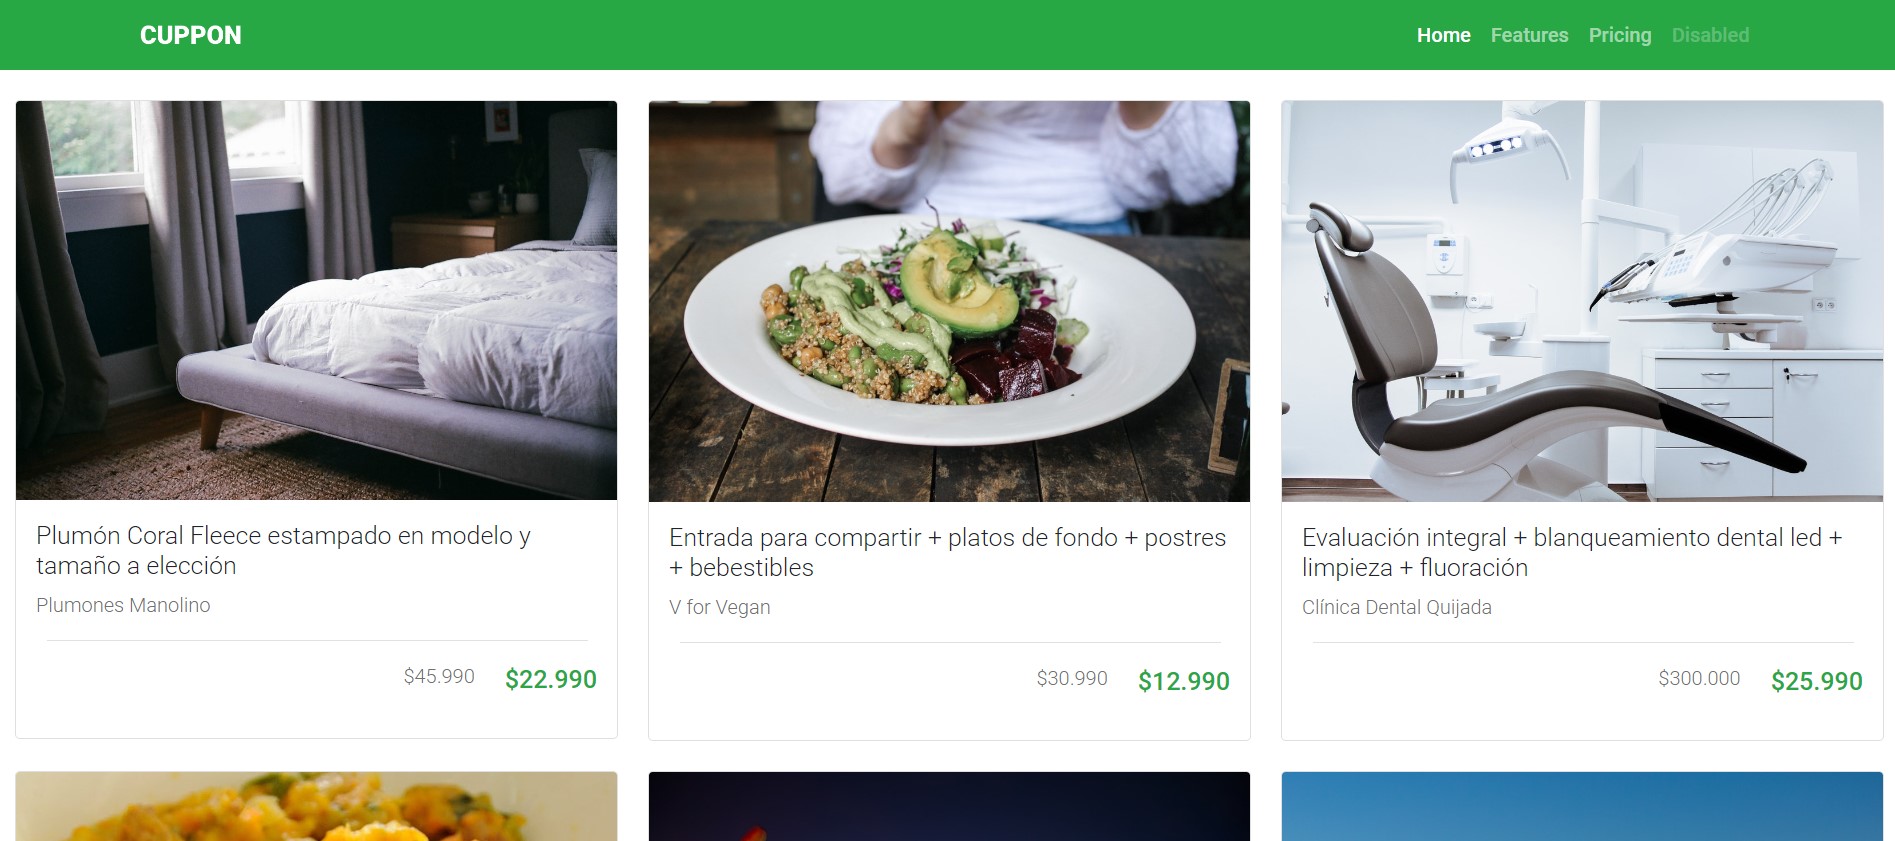 CUPPON
Home Features Pricing Disabled
Plumón Coral Fleece estampado en modelo y
tamaño a elección
Plumones Manolino
$45.990 $22.990
Entrada para compartir + platos de fondo + postres
+ bebestibles
V for Vegan
$30.990 $12.990
Evaluación integral + blanqueamiento dental led +
limpieza + fluoración
Clínica Dental Quijada
$300.000 $25.990